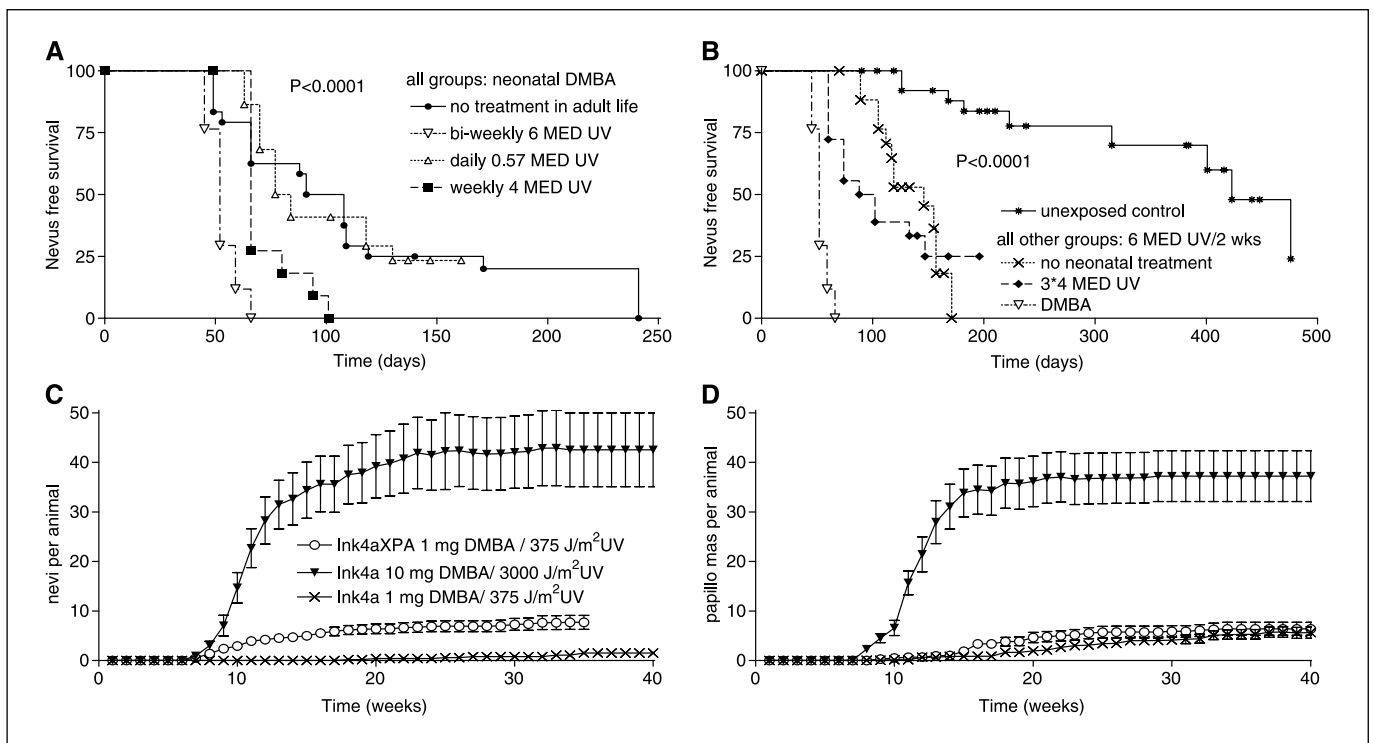 A
Nevus free survival
100
75
50
25
0
P<0.0001
all groups: neonatal DMBA
no treatment in adult life
bi-weekly 6 MED UV
daily 0.57 MED UV
weekly 4 MED UV
0 50 100 150 200 250
Time (days)
B
Nevus free survival
100
75
50
25
0
P<0.0001
unexposed control
all other groups: 6 MED UV/2 wks
no neonatal treatment
3*4 MED UV
DMBA
0 100 200 300 400 500
Time (days)
C
nevi per animal
50
40
30
20
10
0
Ink4aXPA 1 mg DMBA / 375 J/m²UV
Ink4a 10 mg DMBA/ 3000 J/m²UV
Ink4a 1 mg DMBA/ 375 J/m²UV
0 10 20 30 40
Time (weeks)
D
papillo mas per animal
50
40
30
20
10
0
0 10 20 30 40
Time (weeks)